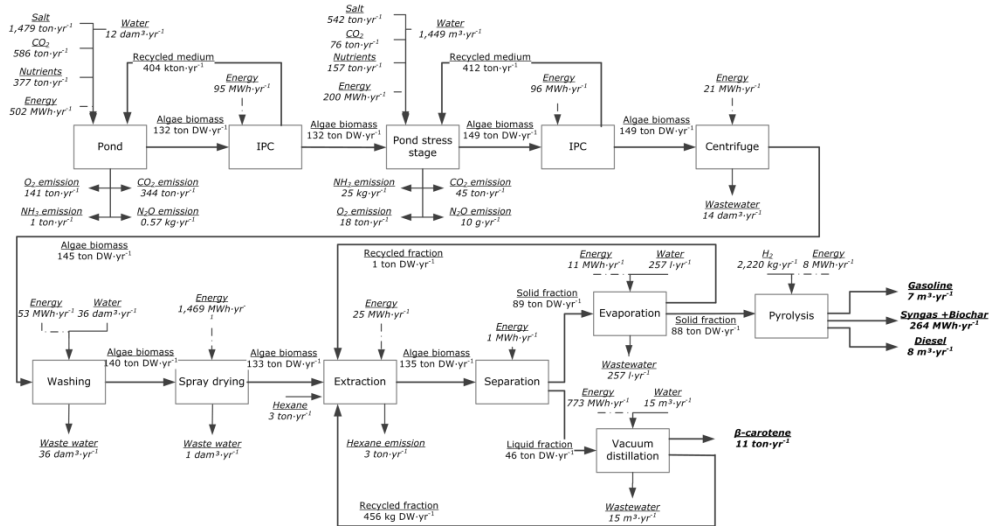 Salt
1,479 ton·yr⁻¹
Water
12 dam³·yr⁻¹
CO₂
586 ton·yr⁻¹
Nutrients
377 ton·yr⁻¹
Energy
502 MWh·yr⁻¹
Recycled medium
404 kton·yr⁻¹
Energy
95 MWh·yr⁻¹
Pond
Algae biomass
132 ton DW·yr⁻¹
IPC
Algae biomass
132 ton DW·yr⁻¹
O₂ emission
141 ton·yr⁻¹
CO₂ emission
344 ton·yr⁻¹
NH₃ emission
1 ton·yr⁻¹
N₂O emission
0.57 kg·yr⁻¹
Salt
542 ton·yr⁻¹
Water
1,449 m³·yr⁻¹
CO₂
76 ton·yr⁻¹
Nutrients
157 ton·yr⁻¹
Energy
200 MWh·yr⁻¹
Recycled medium
412 ton·yr⁻¹
Energy
96 MWh·yr⁻¹
Pond stress
stage
Algae biomass
149 ton DW·yr⁻¹
IPC
Algae biomass
149 ton DW·yr⁻¹
Energy
21 MWh·yr⁻¹
Centrifuge
NH₃ emission
25 kg·yr⁻¹
CO₂ emission
45 ton·yr⁻¹
O₂ emission
18 ton·yr⁻¹
N₂O emission
10 g·yr⁻¹
Wastewater
14 dam³·yr⁻¹
Algae biomass
145 ton DW·yr⁻¹
Energy
53 MWh·yr⁻¹
Water
36 dam³·yr⁻¹
Washing
Waste water
36 dam³·yr⁻¹
Algae biomass
140 ton DW·yr⁻¹
Energy
1,469 MWh·yr⁻¹
Spray drying
Waste water
1 dam³·yr⁻¹
Algae biomass
133 ton DW·yr⁻¹
Hexane
3 ton·yr⁻¹
Recycled fraction
1 ton DW·yr⁻¹
Energy
25 MWh·yr⁻¹
Extraction
Hexane emission
3 ton·yr⁻¹
Algae biomass
135 ton DW·yr⁻¹
Energy
1 MWh·yr⁻¹
Separation
Solid fraction
89 ton DW·yr⁻¹
Energy
11 MWh·yr⁻¹
Water
257 l·yr⁻¹
Evaporation
Wastewater
257 l·yr⁻¹
Solid fraction
88 ton DW·yr⁻¹
H₂
2,220 kg·yr⁻¹
Energy
8 MWh·yr⁻¹
Pyrolysis
Gasoline
7 m³·yr⁻¹
Syngas +Biochar
264 MWh·yr⁻¹
Diesel
8 m³·yr⁻¹
Liquid fraction
46 ton DW·yr⁻¹
Energy
773 MWh·yr⁻¹
Water
15 m³·yr⁻¹
Vacuum
distillation
β-carotene
11 ton·yr⁻¹
Wastewater
15 m³·yr⁻¹
Recycled fraction
456 kg DW·yr⁻¹